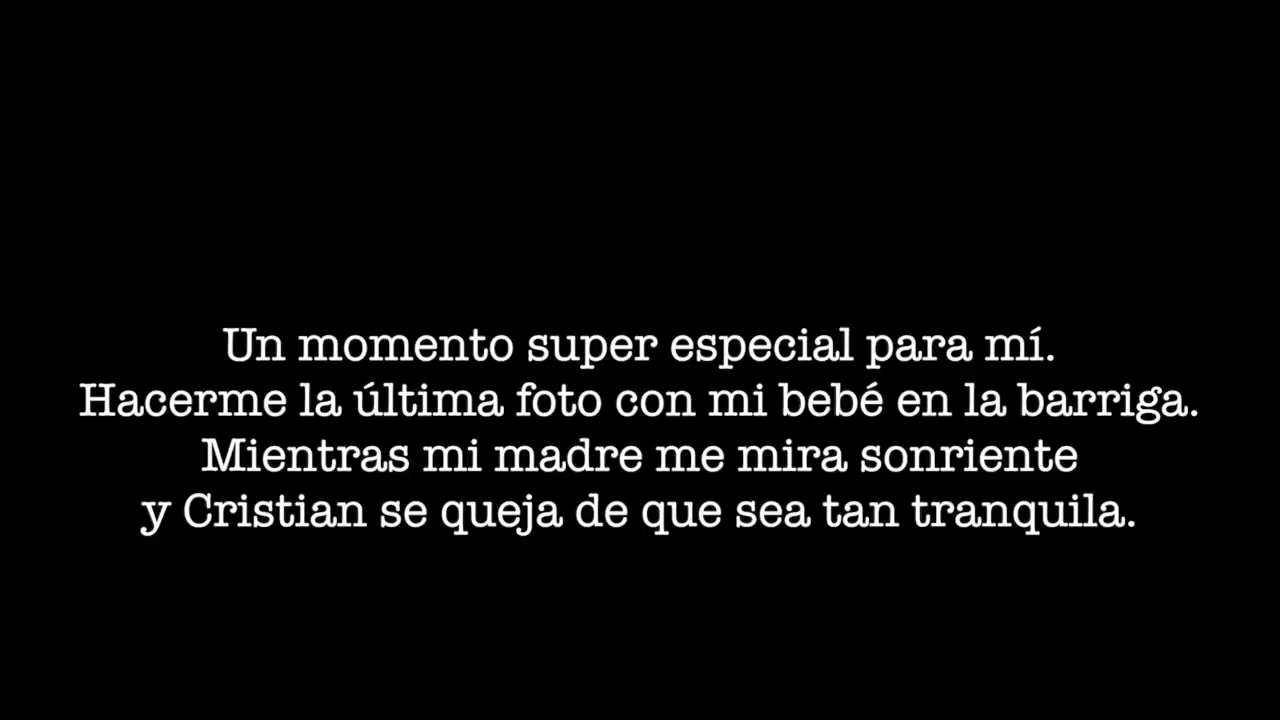 Un momento super especial para mí.
Hacerme la última foto con mi bebé en la barriga.
Mientras mi madre me mira sonriente
y Cristian se queja de que sea tan tranquila.